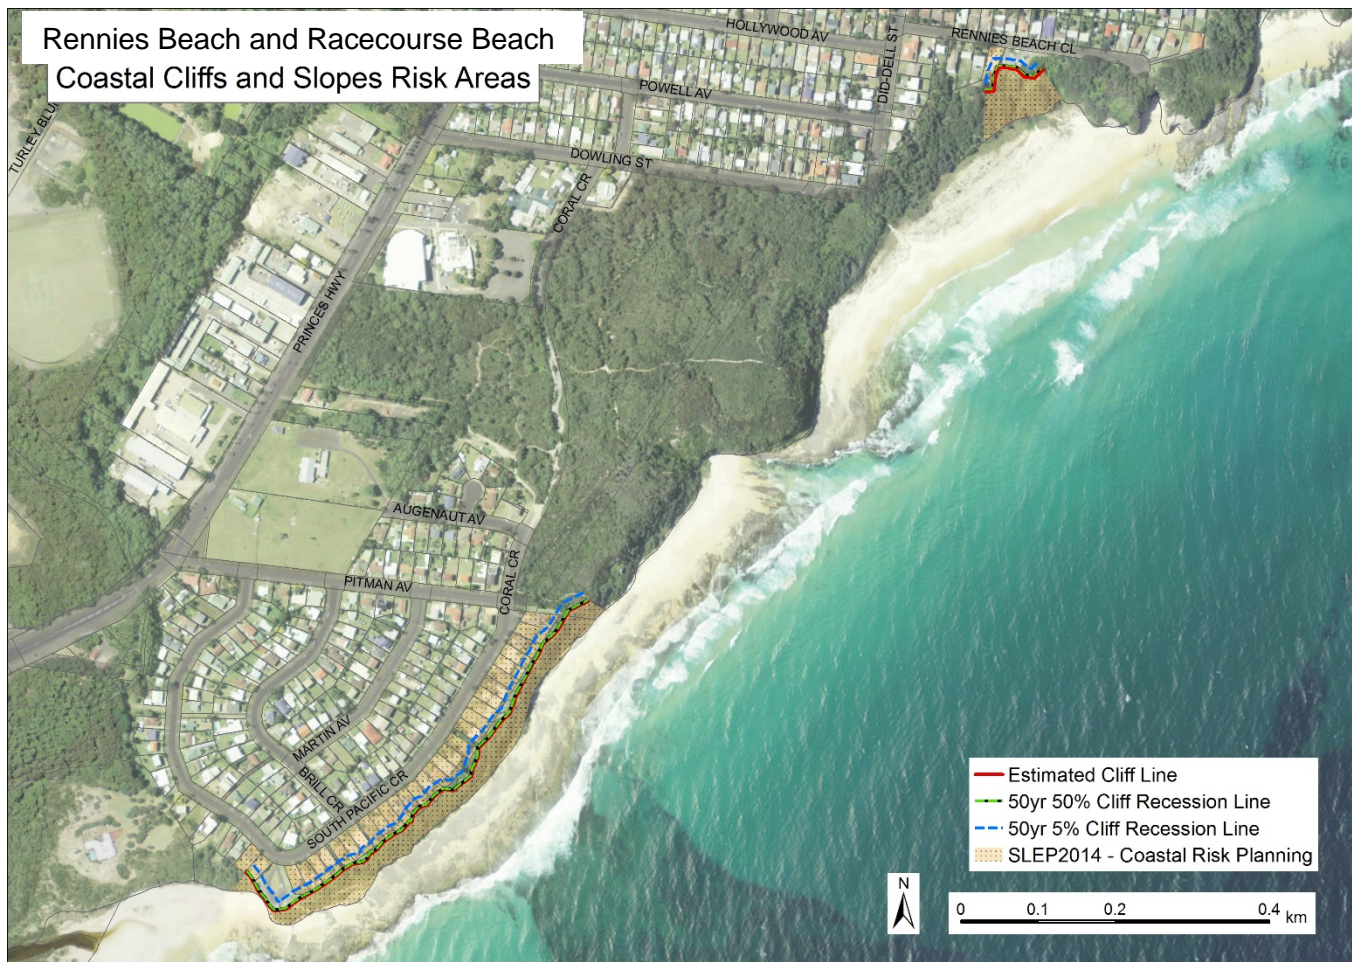 Rennies Beach and Racecourse Beach
Coastal Cliffs and Slopes Risk Areas
HOLLYWOOD AV
RENNIES BEACH CL
DID-DELL ST
POWELL AV
DOWLING ST
CORAL CR
PRINCES HWY
AUGENAUT AV
PITMAN AV
CORAL CR
MARTIN AV
BRILL CR
SOUTH PACIFIC CR
Estimated Cliff Line
50yr 50% Cliff Recession Line
50yr 5% Cliff Recession Line
SLEP2014 - Coastal Risk Planning
N
0 0.1 0.2 0.4 km